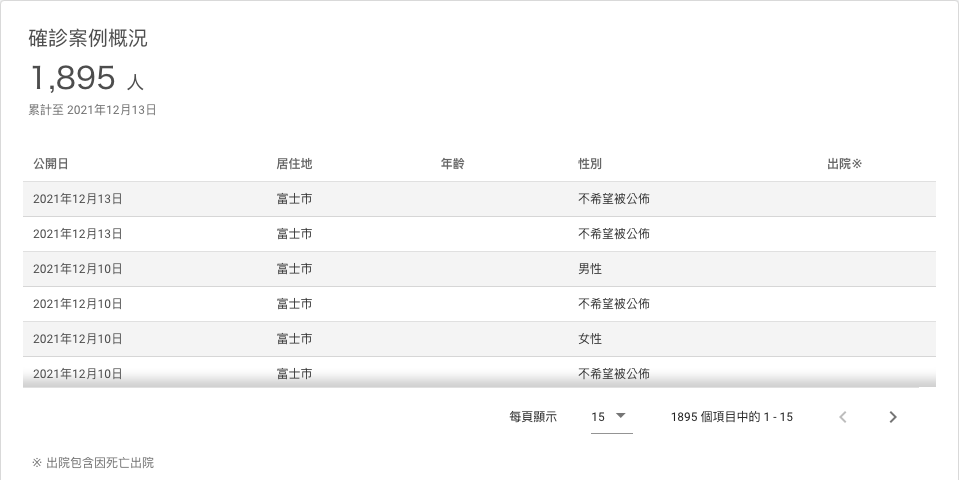 確診案例概況
1,895 人
累計至 2021年12月13日
公開日 居住地 年齡 性別 出院※
2021年12月13日 富士市 不希望被公佈
2021年12月13日 富士市 不希望被公佈
2021年12月10日 富士市 男性
2021年12月10日 富士市 不希望被公佈
2021年12月10日 富士市 女性
2021年12月10日 富士市 不希望被公佈
每頁顯示 15 1895 個項目中的 1 - 15
※ 出院包含因死亡出院